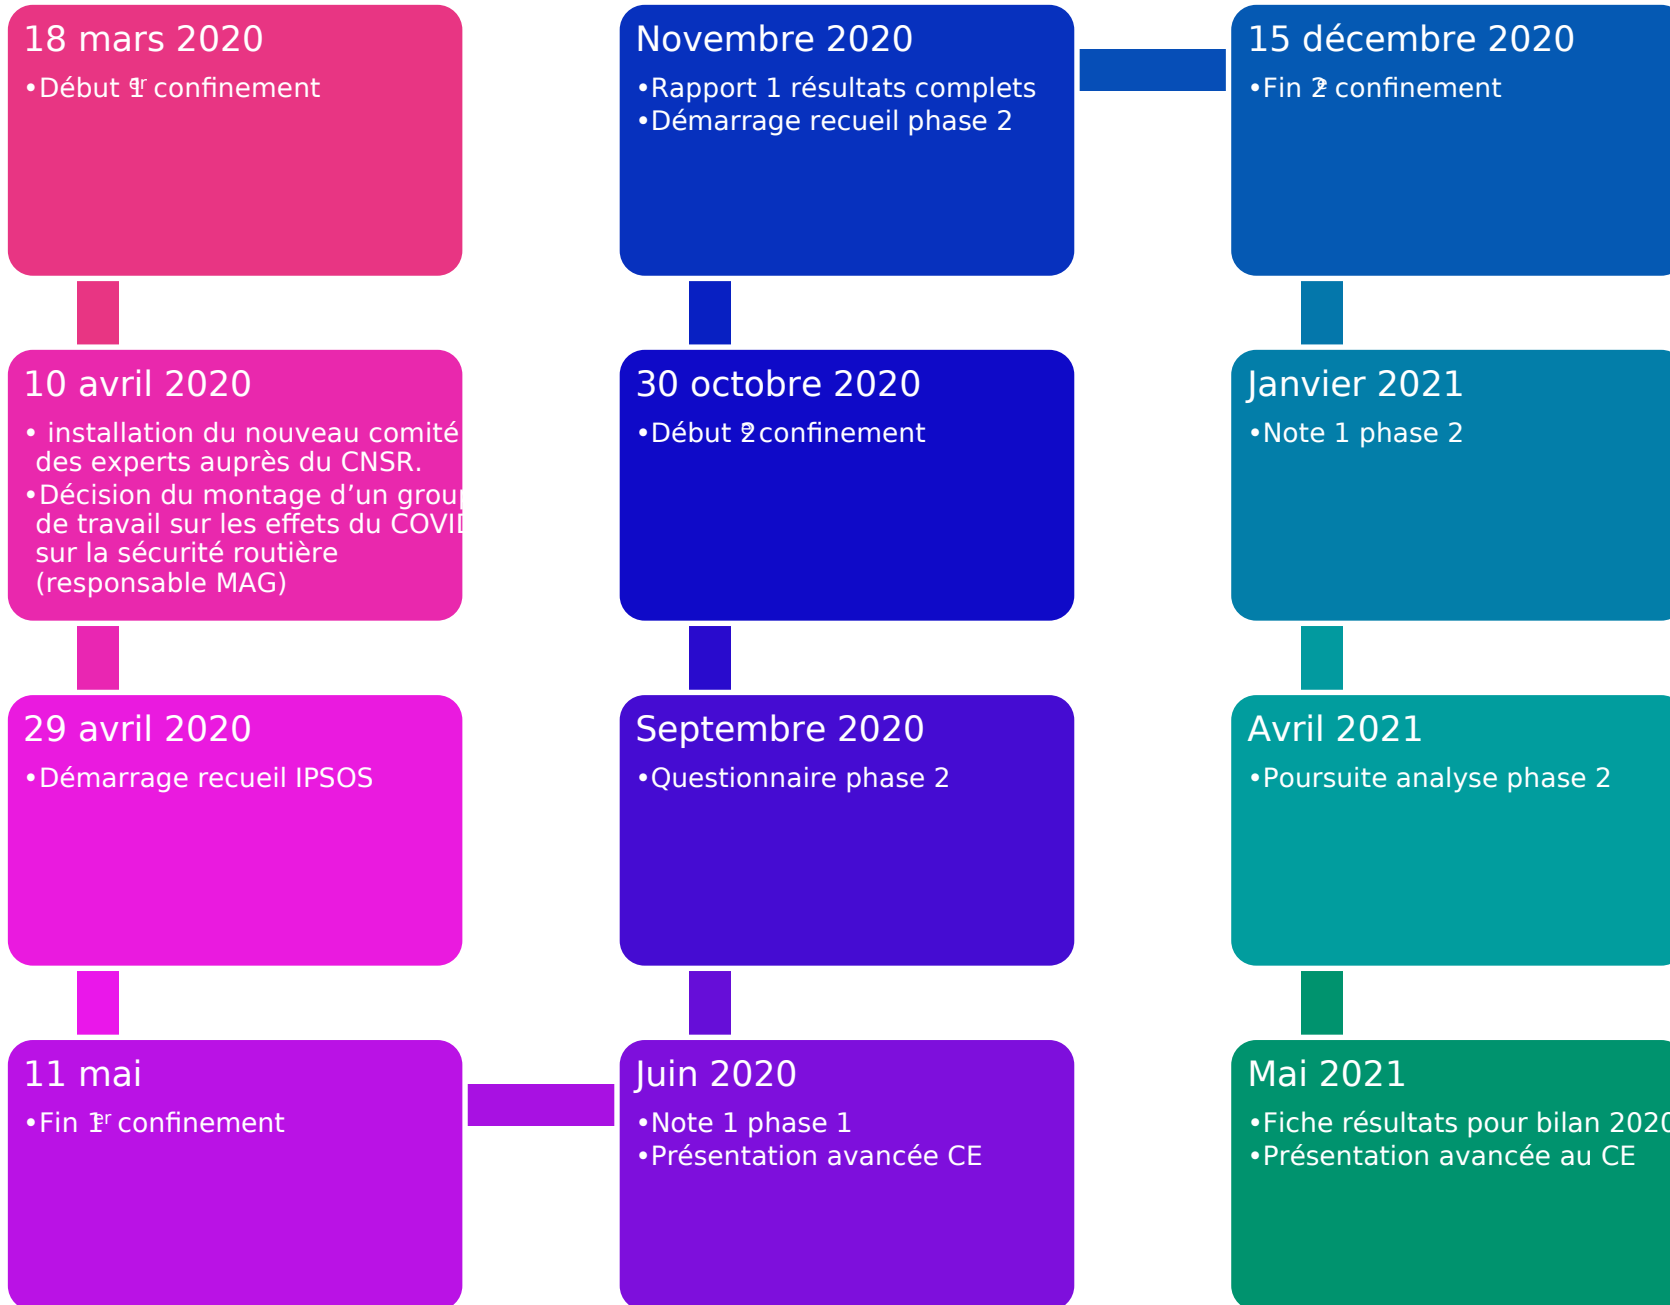 18 mars 2020
•Début 1er confinement
10 avril 2020
• installation du nouveau comité
des experts auprès du CNSR.
•Décision du montage d’un group
de travail sur les effets du COVID
sur la sécurité routière
(responsable MAG)
29 avril 2020
•Démarrage recueil IPSOS
11 mai
•Fin 1er confinement
Juin 2020
•Note 1 phase 1
•Présentation avancée CE
Septembre 2020
•Questionnaire phase 2
30 octobre 2020
•Début 2e confinement
Novembre 2020
•Rapport 1 résultats complets
•Démarrage recueil phase 2
15 décembre 2020
•Fin 2e confinement
Janvier 2021
•Note 1 phase 2
Avril 2021
•Poursuite analyse phase 2
Mai 2021
•Fiche résultats pour bilan 2020
•Présentation avancée au CE